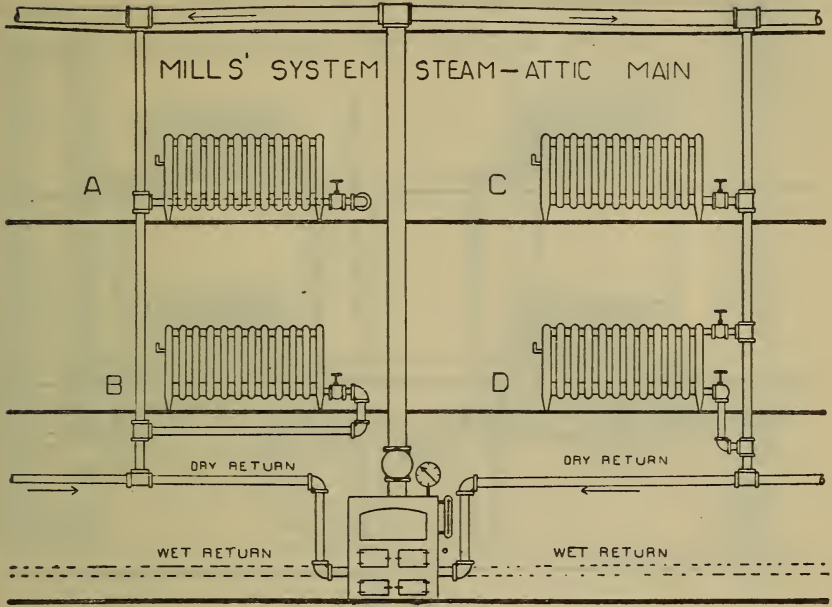 MILLS' SYSTEM STEAM-ATTIC MAIN
A
C
B
D
DRY RETURN
DRY RETURN
WET RETURN
WET RETURN